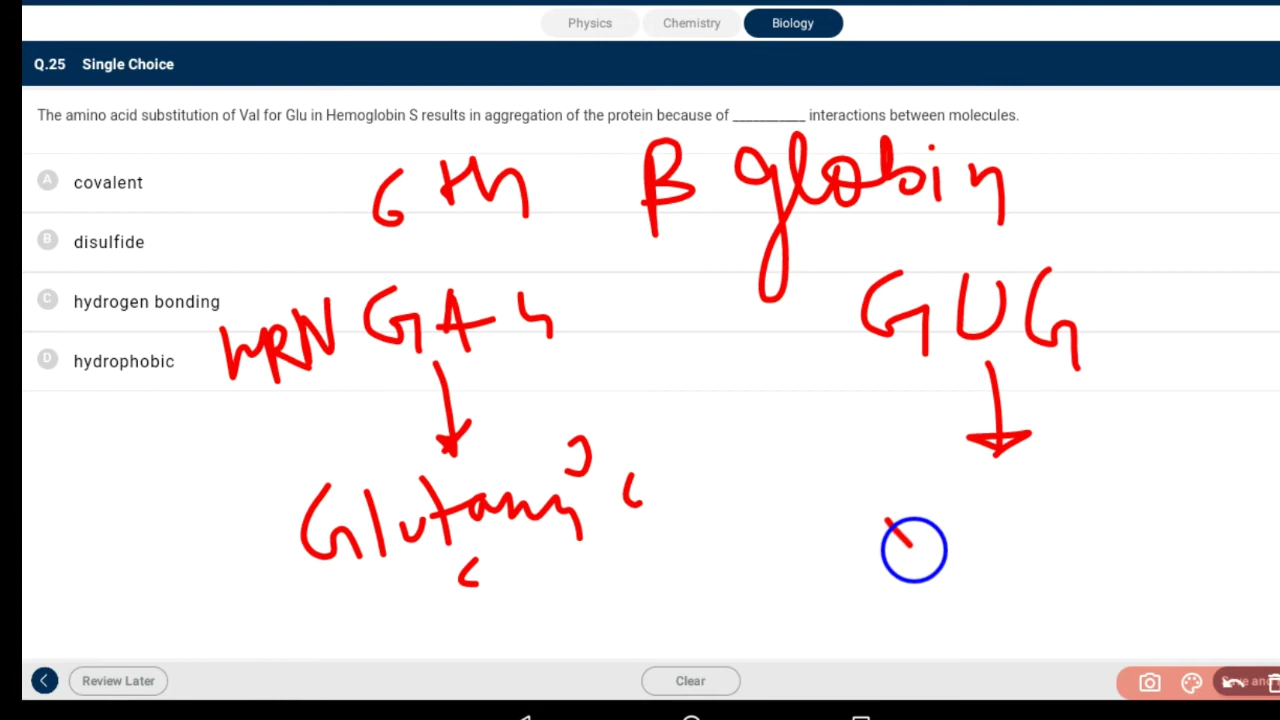 Physics Chemistry Biology
Q.25 Single Choice
The amino acid substitution of Val for Glu in Hemoglobin S results in aggregation of the protein because of __________ interactions between molecules.
A covalent
6th β globin
B disulfide
C hydrogen bonding
mRN GAG GUG
D hydrophobic
Review Later Clear